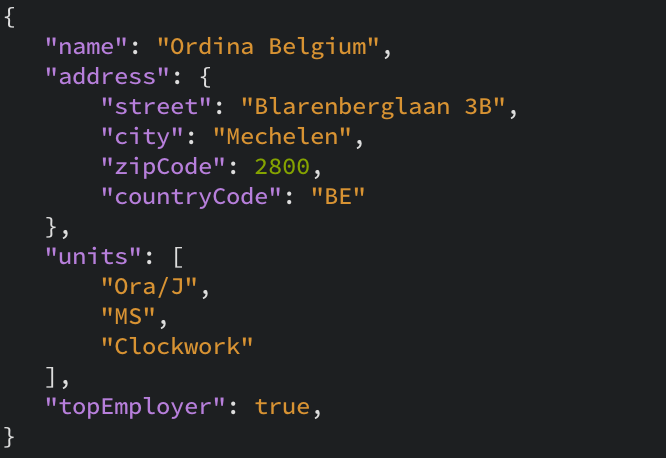 {
"name": "Ordina Belgium",
"address": {
"street": "Blarenberglaan 3B",
"city": "Mechelen",
"zipCode": 2800,
"countryCode": "BE"
},
"units": [
"Ora/J",
"MS",
"Clockwork"
],
"topEmployer": true,
}